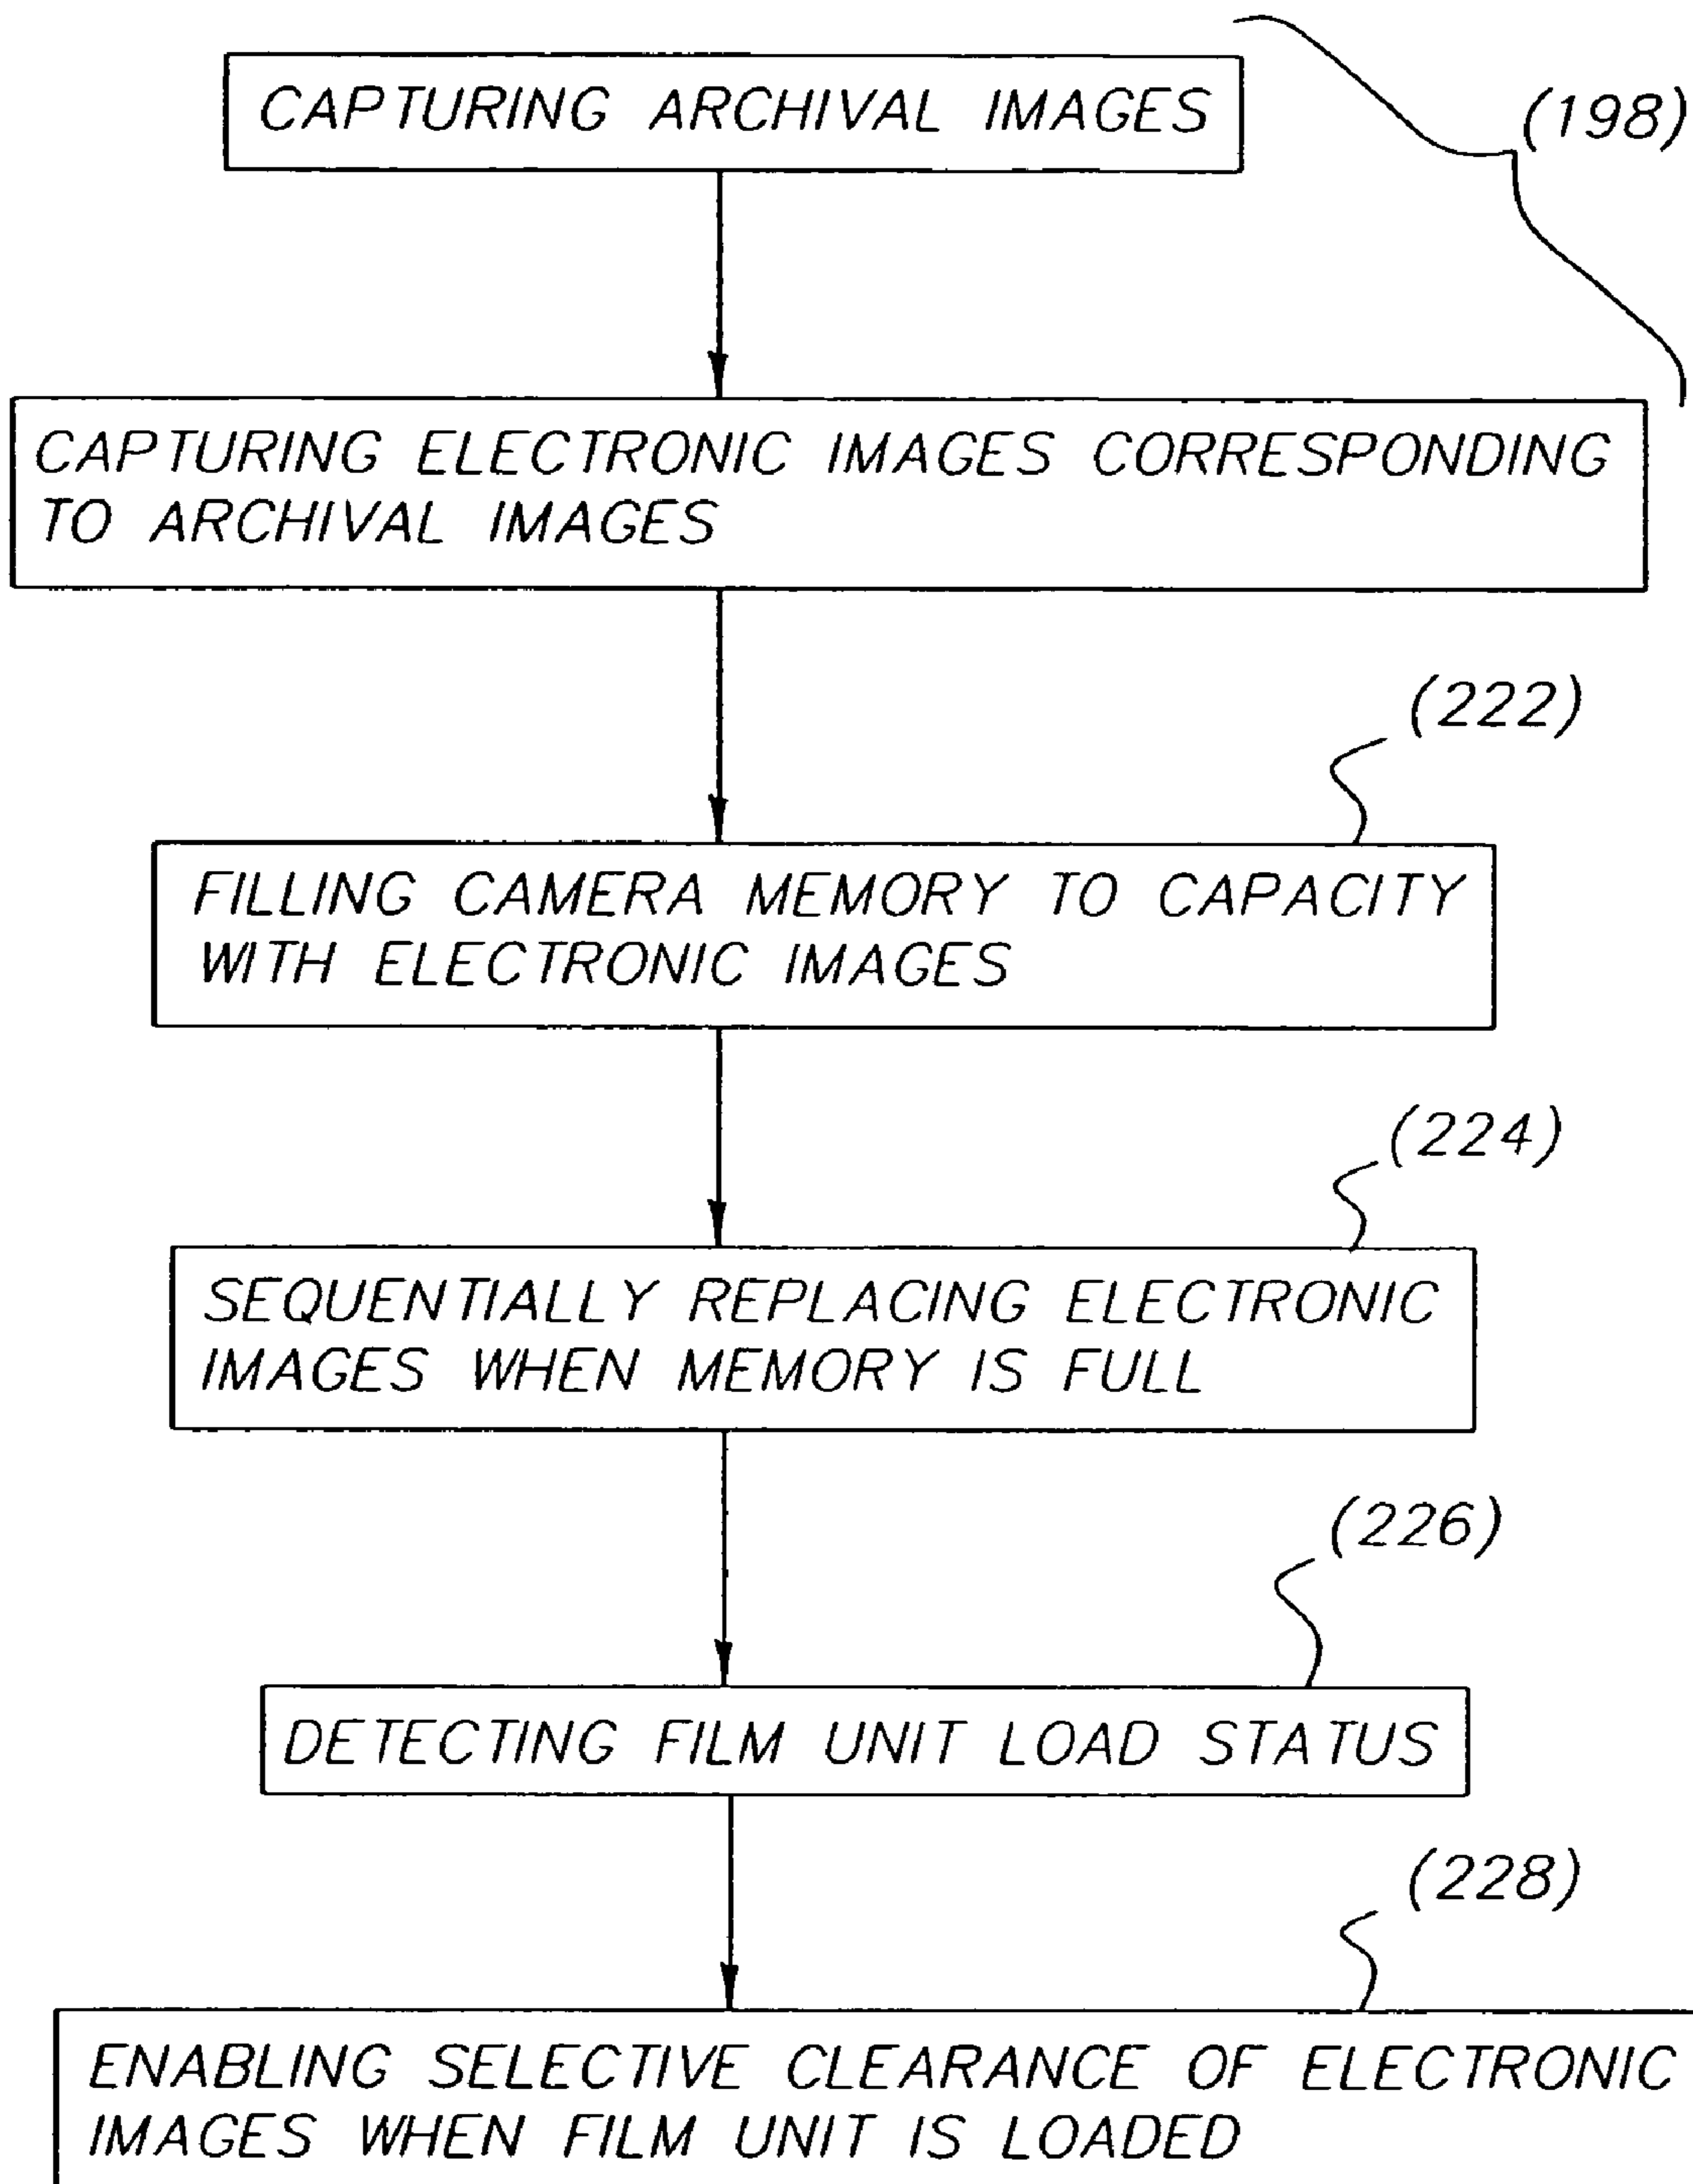 CAPTURING ARCHIVAL IMAGES
(198)
CAPTURING ELECTRONIC IMAGES CORRESPONDING
TO ARCHIVAL IMAGES
(222)
FILLING CAMERA MEMORY TO CAPACITY
WITH ELECTRONIC IMAGES
(224)
SEQUENTIALLY REPLACING ELECTRONIC
IMAGES WHEN MEMORY IS FULL
(226)
DETECTING FILM UNIT LOAD STATUS
(228)
ENABLING SELECTIVE CLEARANCE OF ELECTRONIC
IMAGES WHEN FILM UNIT IS LOADED